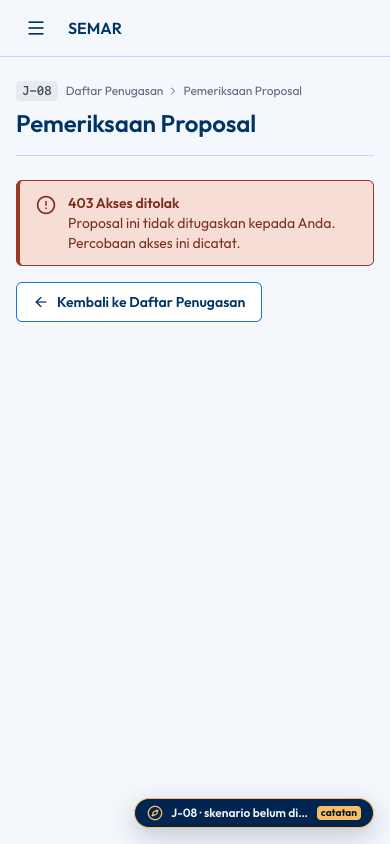 SEMAR
J-08 Daftar Penugasan > Pemeriksaan Proposal
Pemeriksaan Proposal
403 Akses ditolak
Proposal ini tidak ditugaskan kepada Anda.
Percobaan akses ini dicatat.
← Kembali ke Daftar Penugasan
J-08 · skenario belum di... catatan